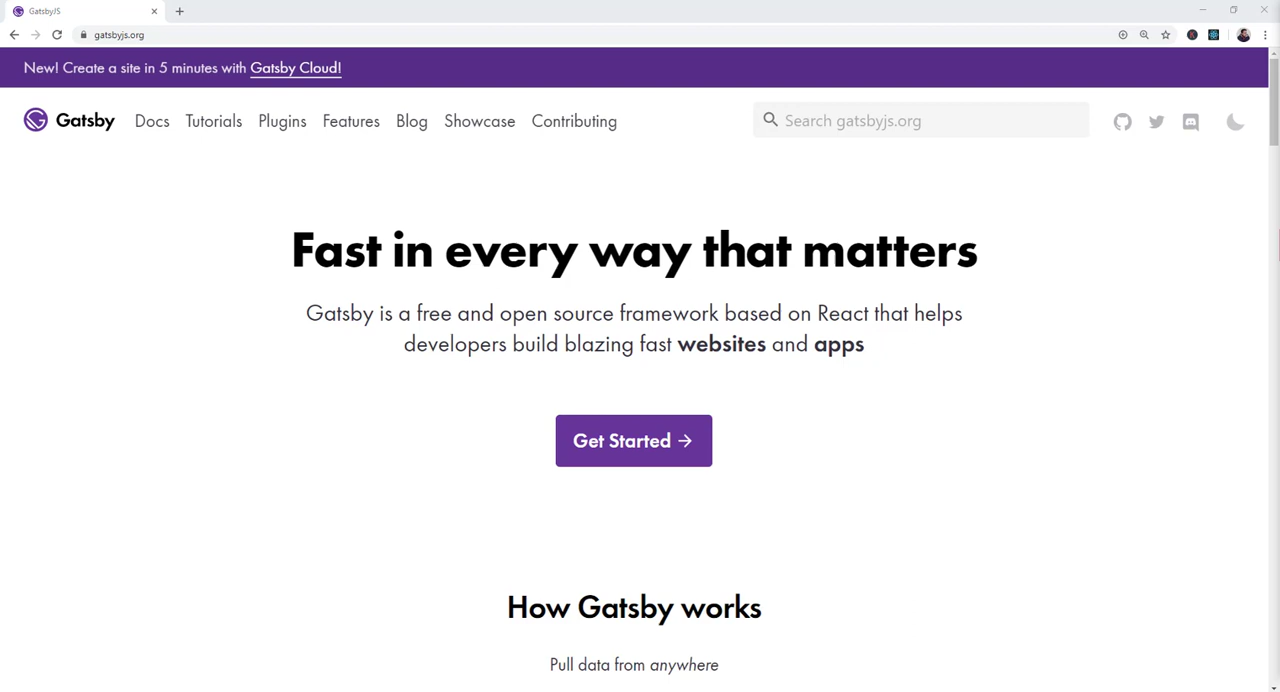 GatsbyJS
gatsbyjs.org
New! Create a site in 5 minutes with Gatsby Cloud!
Gatsby Docs Tutorials Plugins Features Blog Showcase Contributing Search gatsbyjs.org
Fast in every way that matters
Gatsby is a free and open source framework based on React that helps
developers build blazing fast websites and apps
Get Started →
How Gatsby works
Pull data from anywhere